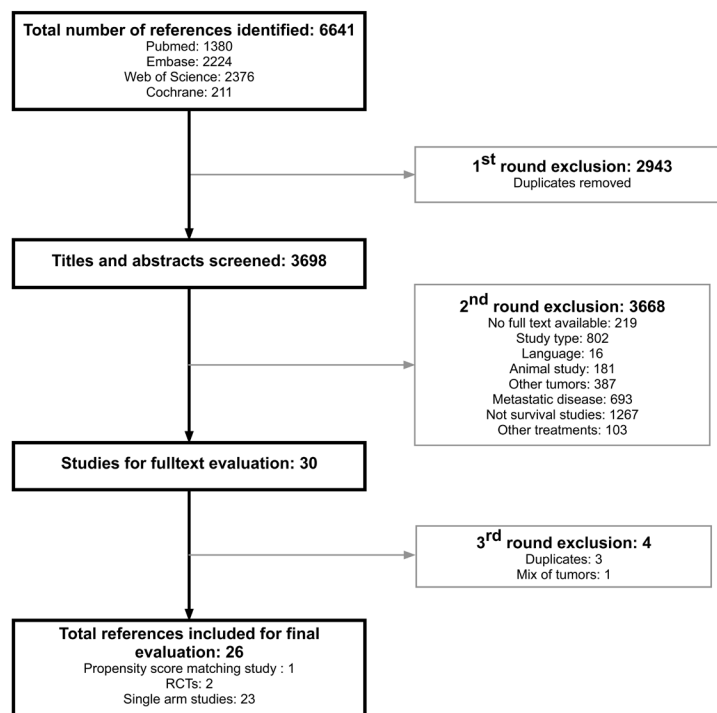 Total number of references identified: 6641
Pubmed: 1380
Embase: 2224
Web of Science: 2376
Cochrane: 211
1st round exclusion: 2943
Duplicates removed
Titles and abstracts screened: 3698
2nd round exclusion: 3668
No full text available: 219
Study type: 802
Language: 16
Animal study: 181
Other tumors: 387
Metastatic disease: 693
Not survival studies: 1267
Other treatments: 103
Studies for fulltext evaluation: 30
3rd round exclusion: 4
Duplicates: 3
Mix of tumors: 1
Total references included for final
evaluation: 26
Propensity score matching study : 1
RCTs: 2
Single arm studies: 23